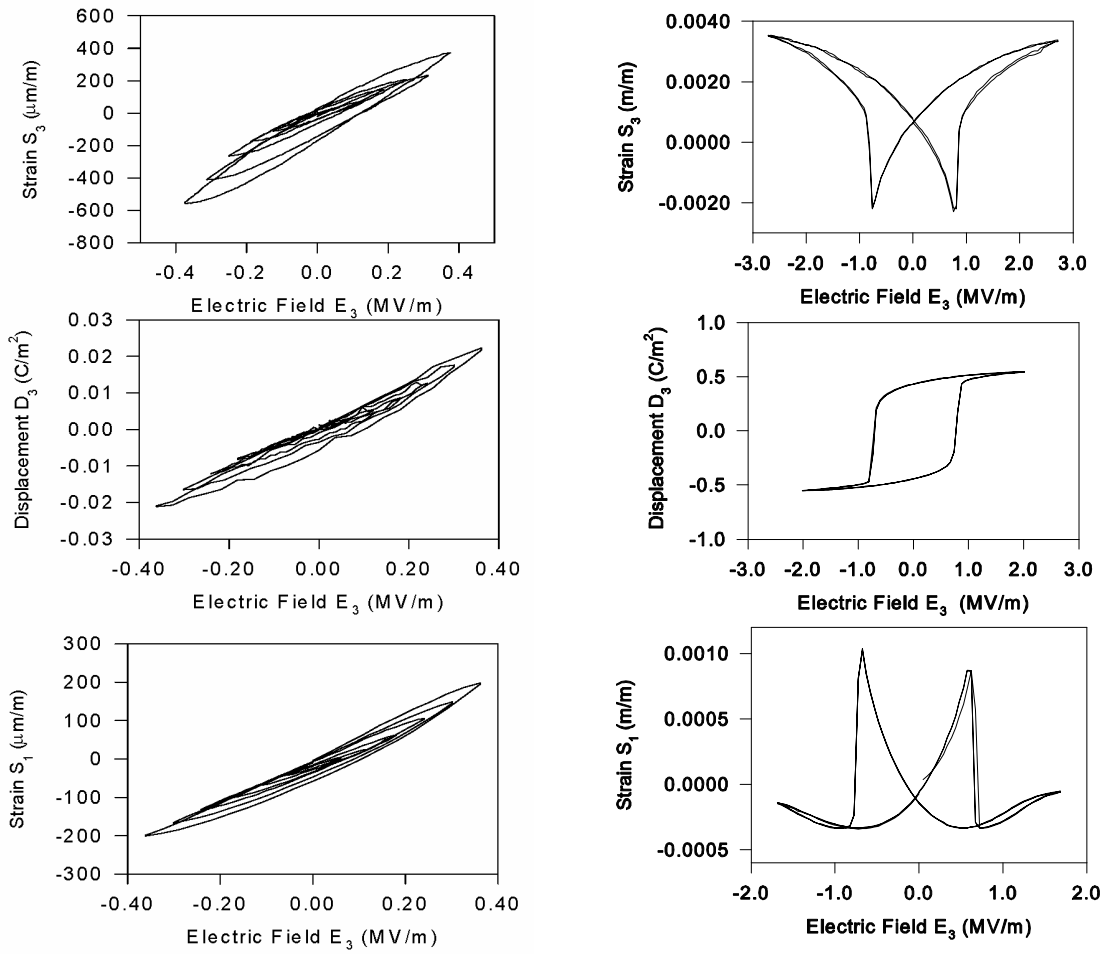 600
400
200
0
-200
-400
-600
-800
Strain S3 (μm/m)
-0.4 -0.2 0.0 0.2 0.4
Electric Field E3 (MV/m)
0.0040
0.0020
0.0000
-0.0020
Strain S3 (m/m)
-3.0 -2.0 -1.0 0.0 1.0 2.0 3.0
Electric Field E3 (MV/m)
0.03
0.02
0.01
0.00
-0.01
-0.02
-0.03
Displacement D3 (C/m²)
-0.40 -0.20 0.00 0.20 0.40
Electric Field E3 (MV/m)
1.0
0.5
0.0
-0.5
-1.0
Displacement D3 (C/m²)
-3.0 -2.0 -1.0 0.0 1.0 2.0 3.0
Electric Field E3 (MV/m)
300
200
100
0
-100
-200
-300
Strain S1 (μm/m)
-0.40 -0.20 0.00 0.20 0.40
Electric Field E3 (MV/m)
0.0010
0.0005
0.0000
-0.0005
Strain S1 (m/m)
-2.0 -1.0 0.0 1.0 2.0
Electric Field E3 (MV/m)